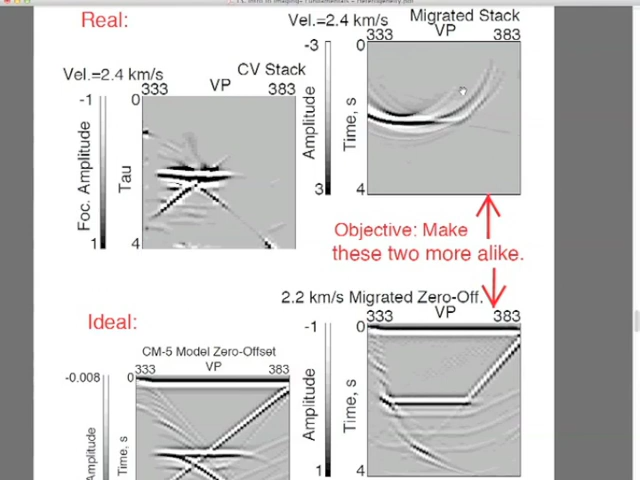 Real:
Vel.=2.4 km/s
Migrated Stack
VP
333
383
-3
Amplitude
3
0
Time, s
4
Vel.=2.4 km/s
CV Stack
VP
333
383
-1
Foc. Amplitude
1
0
Tau
4
Objective: Make
these two more alike.
Ideal:
2.2 km/s Migrated Zero-Off.
VP
333
383
-1
Amplitude
1
0
Time, s
4
CM-5 Model Zero-Offset
VP
333
383
-0.008
Amplitude
0
Time, s